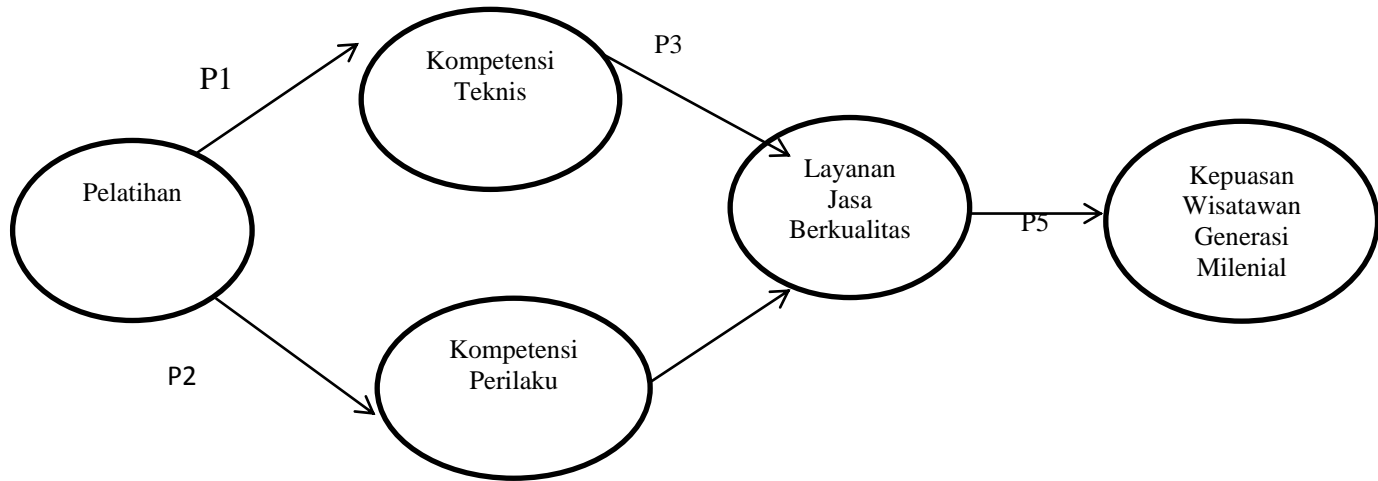 P1
Kompetensi
Teknis
P3
Pelatihan
Layanan
Jasa
Berkualitas
Kepuasan
Wisatawan
Generasi
Milenial
P5
P2
Kompetensi
Perilaku